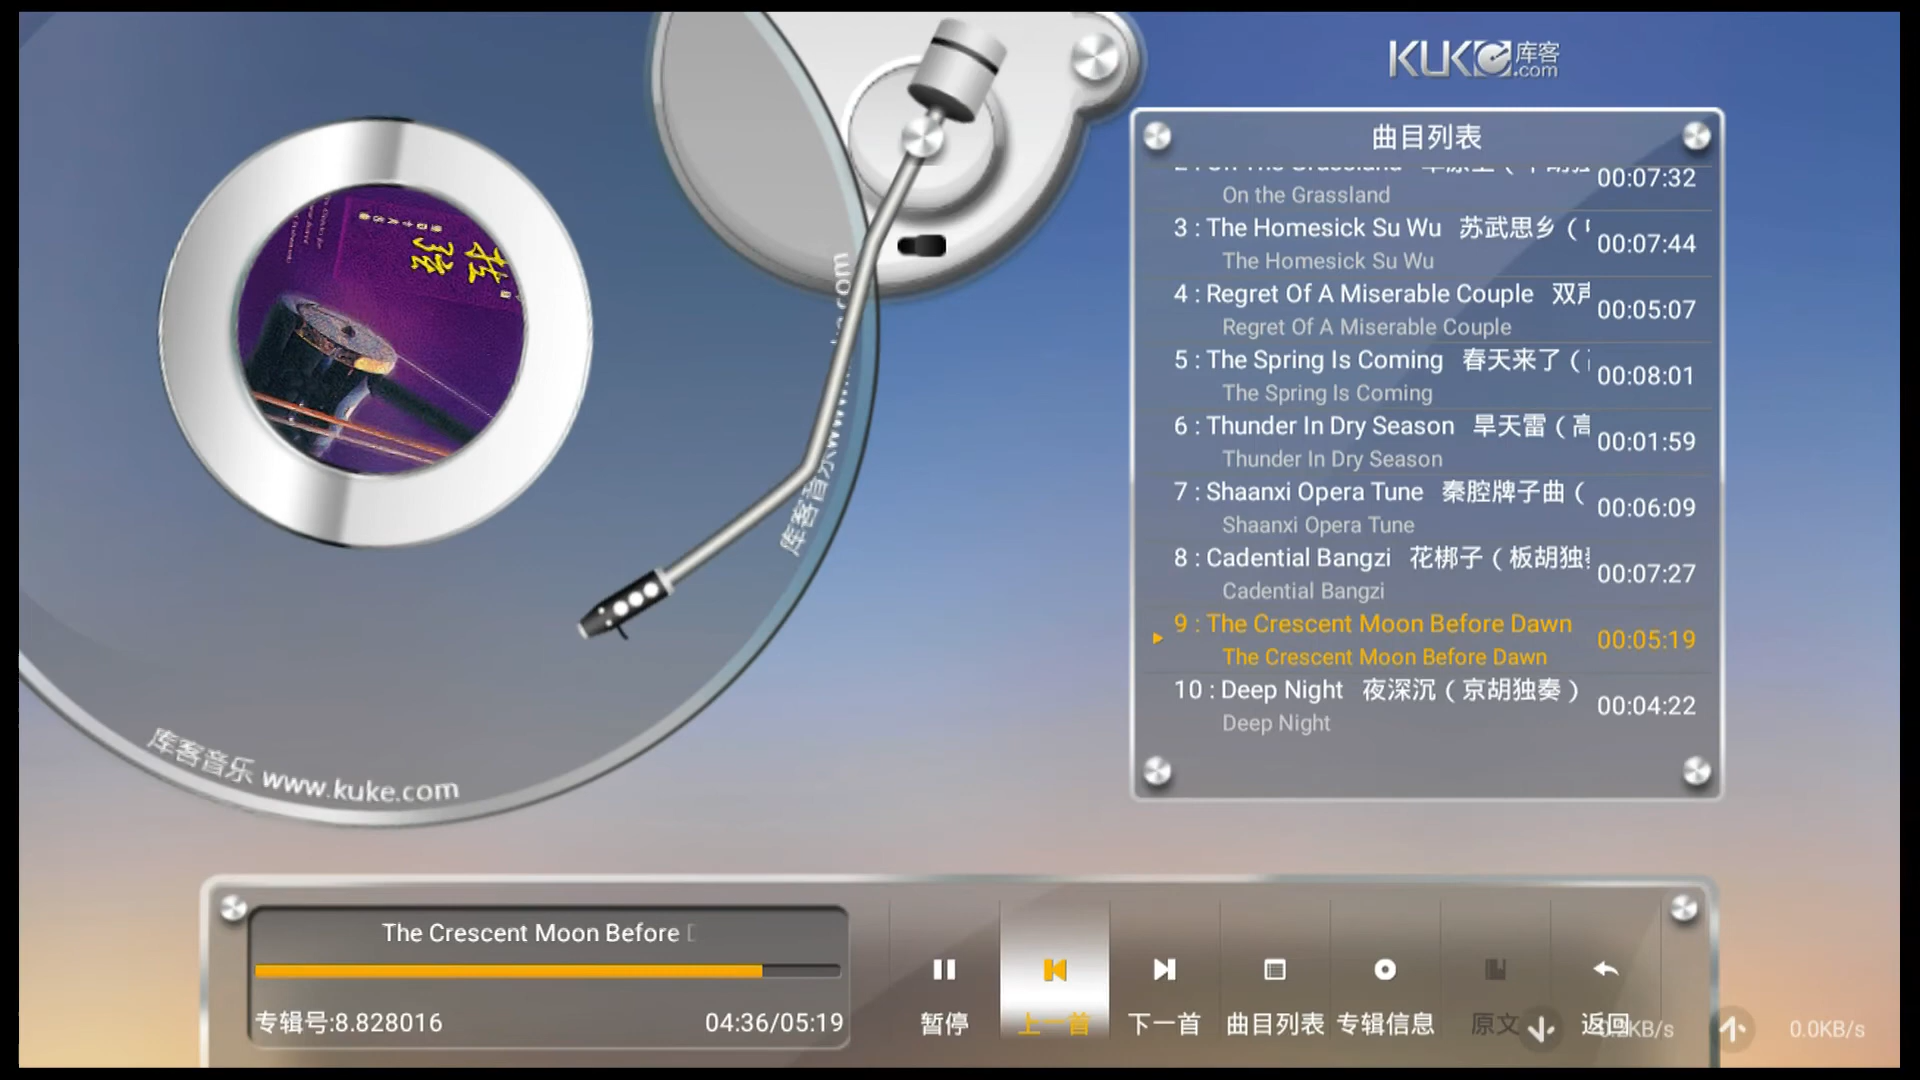 KUKE库客.com
曲目列表
00:07:32
On the Grassland
3 : The Homesick Su Wu 苏武思乡（
00:07:44
The Homesick Su Wu
4 : Regret Of A Miserable Couple 双声
00:05:07
Regret Of A Miserable Couple
5 : The Spring Is Coming 春天来了（
00:08:01
The Spring Is Coming
6 : Thunder In Dry Season 旱天雷（高
00:01:59
Thunder In Dry Season
7 : Shaanxi Opera Tune 秦腔牌子曲（
00:06:09
Shaanxi Opera Tune
8 : Cadential Bangzi 花梆子（板胡独
00:07:27
Cadential Bangzi
9 : The Crescent Moon Before Dawn
00:05:19
The Crescent Moon Before Dawn
10 : Deep Night 夜深沉（京胡独奏）
00:04:22
Deep Night
库客音乐 www.kuke.com
The Crescent Moon Before
专辑号:8.828016
04:36/05:19
暂停
上一首
下一首
曲目列表
专辑信息
原文
返回
0.0KB/s